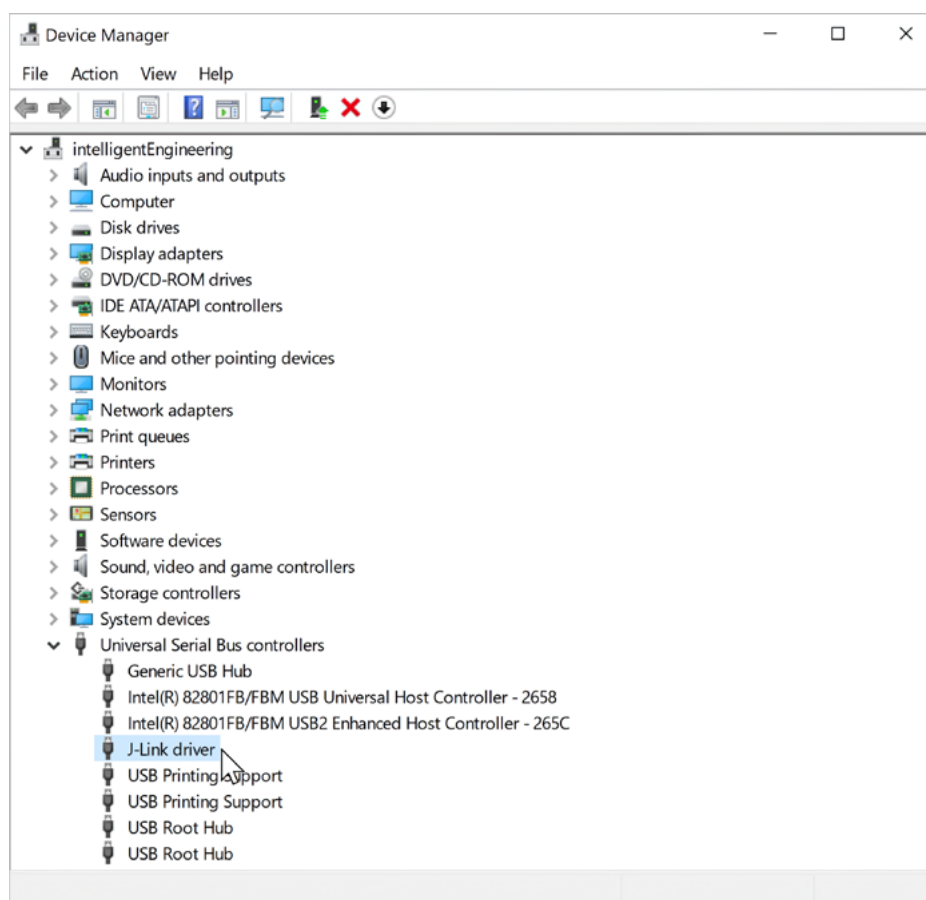 Device Manager
File Action View Help
intelligentEngineering
Audio inputs and outputs
Computer
Disk drives
Display adapters
DVD/CD-ROM drives
IDE ATA/ATAPI controllers
Keyboards
Mice and other pointing devices
Monitors
Network adapters
Print queues
Printers
Processors
Sensors
Software devices
Sound, video and game controllers
Storage controllers
System devices
Universal Serial Bus controllers
Generic USB Hub
Intel(R) 82801FB/FBM USB Universal Host Controller - 2658
Intel(R) 82801FB/FBM USB2 Enhanced Host Controller - 265C
J-Link driver
USB Printing Support
USB Printing Support
USB Root Hub
USB Root Hub